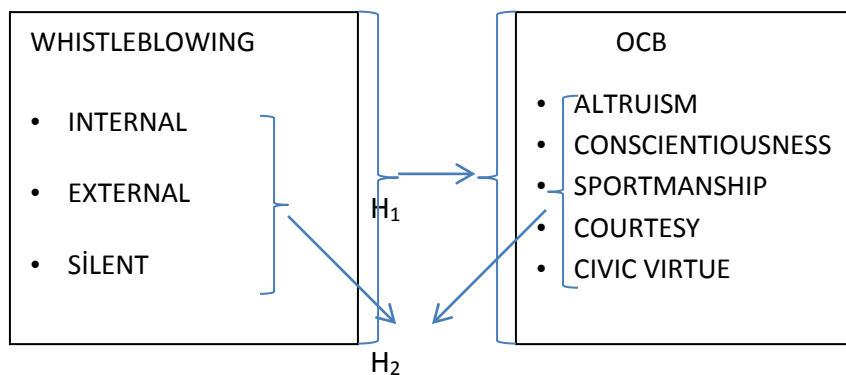 WHISTLEBLOWING
• INTERNAL
• EXTERNAL
• SİLENT
H₁
H₂
OCB
• ALTRUISM
• CONSCIENTIOUSNESS
• SPORTMANSHIP
• COURTESY
• CIVIC VIRTUE